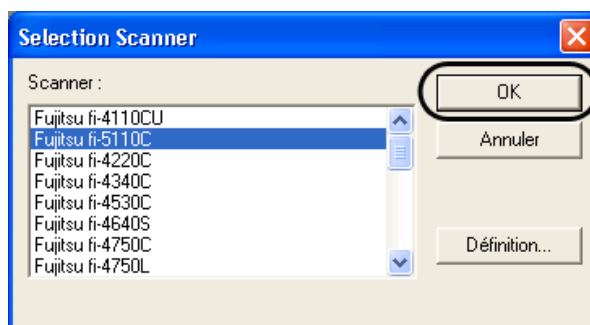 Selection Scanner
Scanner :
Fujitsu fi-4110CU
Fujitsu fi-5110C
Fujitsu fi-4220C
Fujitsu fi-4340C
Fujitsu fi-4530C
Fujitsu fi-4640S
Fujitsu fi-4750C
Fujitsu fi-4750L
OK
Annuler
Définition...